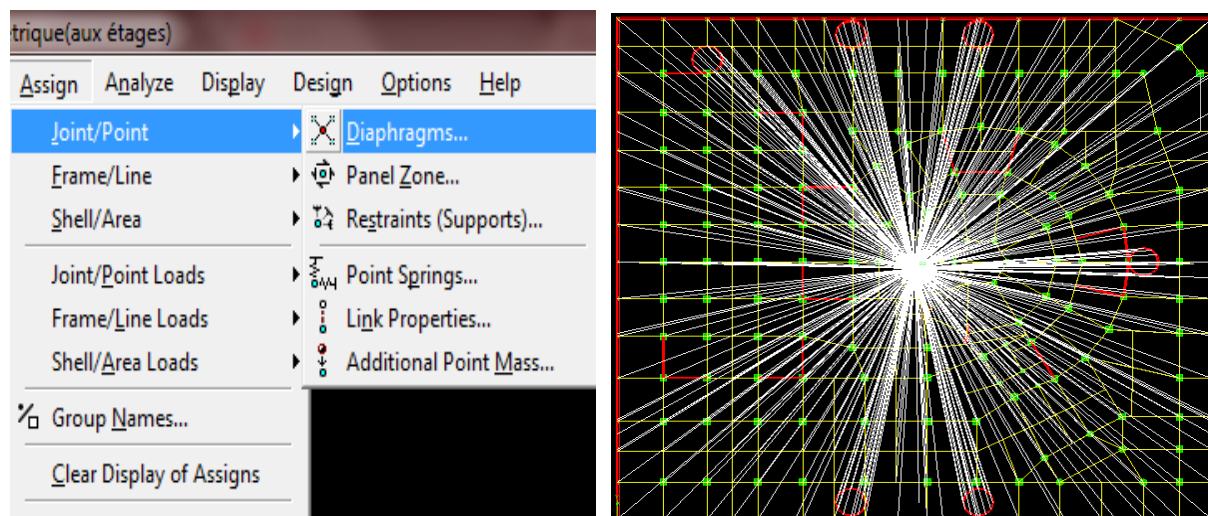 trique(aux étages)
Assign Analyze Display Design Options Help
Joint/Point
Frame/Line
Shell/Area
Joint/Point Loads
Frame/Line Loads
Shell/Area Loads
Group Names...
Clear Display of Assigns
Diaphragms...
Panel Zone...
Restraints (Supports)...
Point Springs...
Link Properties...
Additional Point Mass...